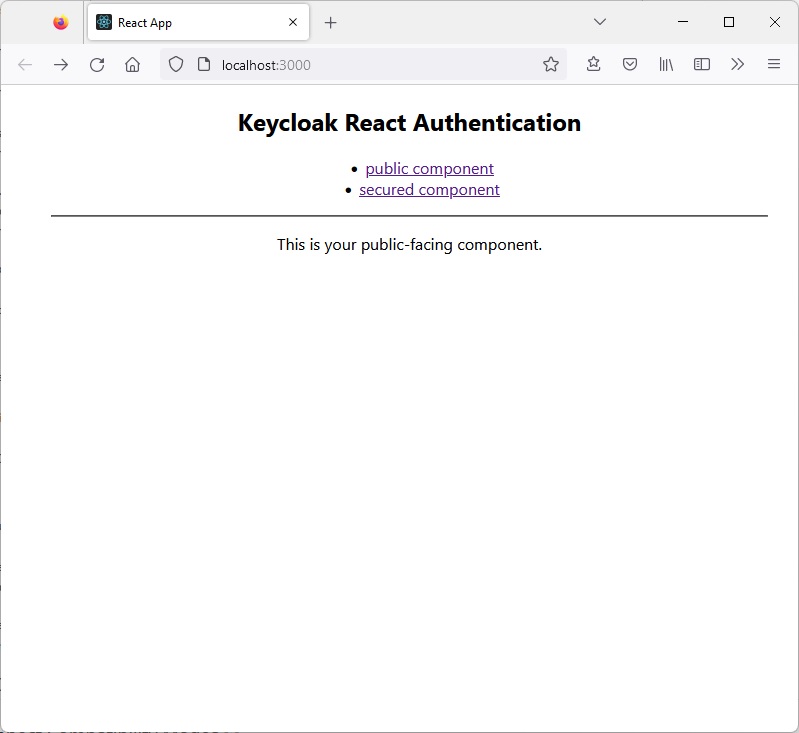 React App
localhost:3000
Keycloak React Authentication
public component
secured component
This is your public-facing component.